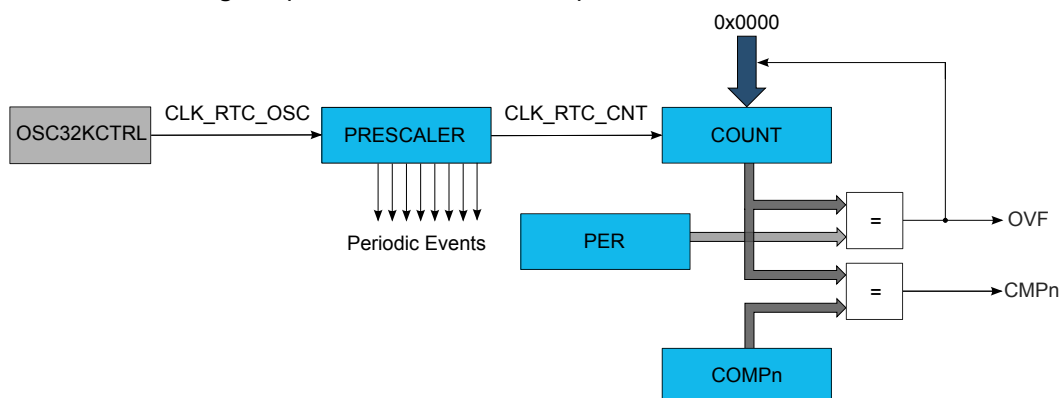 0x0000
OSC32KCTRL
CLK_RTC_OSC
PRESCALER
CLK_RTC_CNT
COUNT
Periodic Events
PER
=
OVF
=
CMPn
COMPn